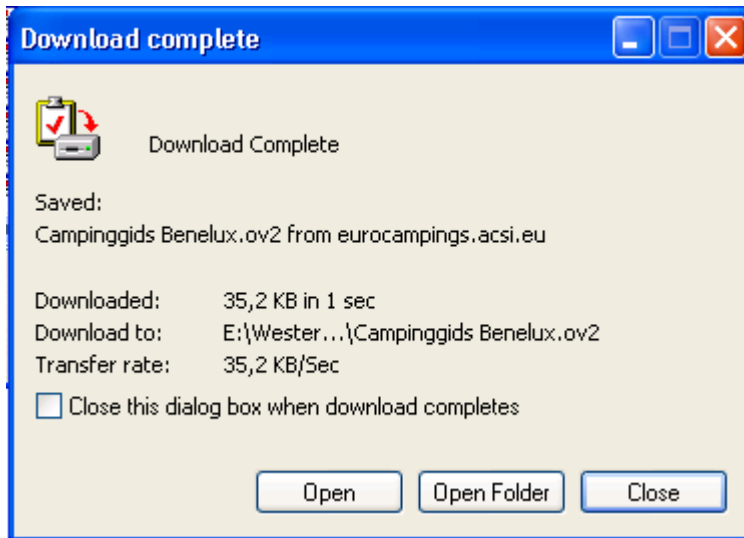 Download complete
Download Complete
Saved:
Campinggids Benelux.ov2 from eurocampings.acsi.eu
Downloaded: 35,2 KB in 1 sec
Download to: E:\Wester...\Campinggids Benelux.ov2
Transfer rate: 35,2 KB/Sec
Close this dialog box when download completes
Open Open Folder Close